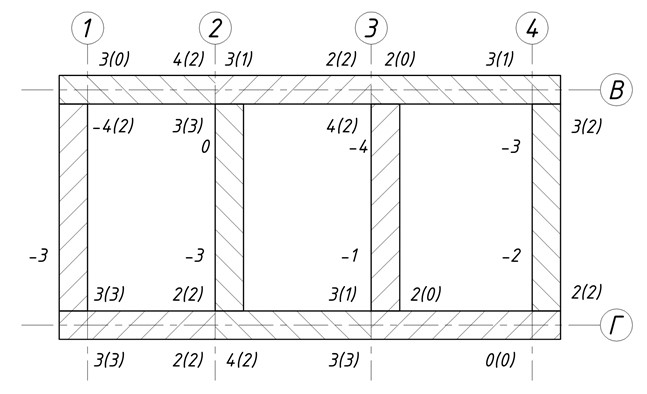 1 2 3 4
3(0) 4(2) 3(1) 2(2) 2(0) 3(1)
В
-4(2) 3(3) 4(2) 3(2)
0 -4 -3
-3 -3 -1 -2
3(3) 2(2) 3(1) 2(0) 2(2)
Г
3(3) 2(2) 4(2) 3(3) 0(0)